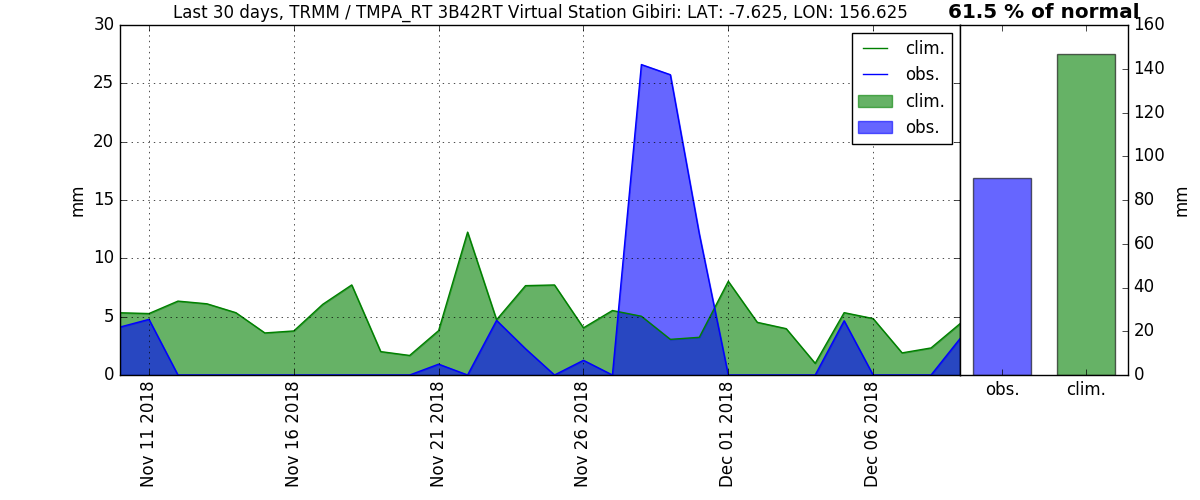 Last 30 days, TRMM / TMPA_RT 3B42RT Virtual Station Gibiri: LAT: -7.625, LON: 156.625
61.5 % of normal
30
25
20
15
10
5
0
mm
clim.
obs.
clim.
obs.
160
140
120
100
80
60
40
20
0
mm
Nov 11 2018
Nov 16 2018
Nov 21 2018
Nov 26 2018
Dec 01 2018
Dec 06 2018
obs.
clim.